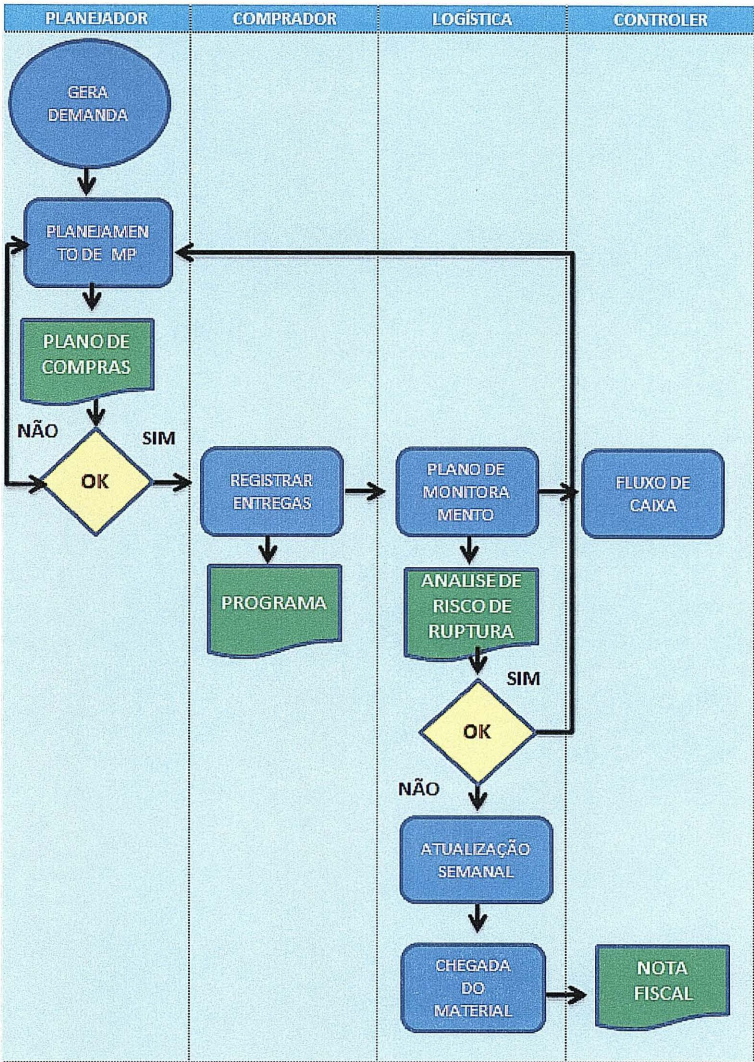 PLANEJADOR
COMPRADOR
LOGÍSTICA
CONTROLER
GERA
DEMANDA
PLANEJAMEN
TO DE MP
PLANO DE
COMPRAS
NÃO
SIM
OK
REGISTRAR
ENTREGAS
PLANO DE
MONITORA
MENTO
FLUXO DE
CAIXA
PROGRAMA
ANÁLISE DE
RISCO DE
RUPTURA
SIM
OK
NÃO
ATUALIZAÇÃO
SEMANAL
CHEGADA
DO
MATERIAL
NOTA
FISCAL